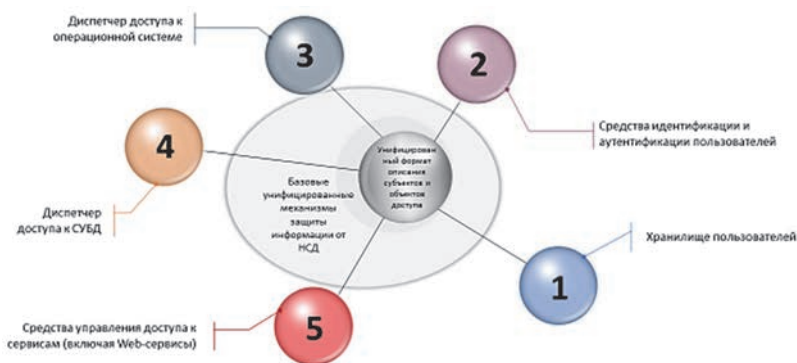 Диспетчер доступа к
операционной системе
3
2
Средства идентификации и
аутентификации пользователей
4
Диспетчер
доступа к СУБД
Унифицирован
ный формат
описания
субъектов и
объектов
доступа
Базовые
унифицированные
механизмы
защиты
информации от
НСД
Хранилище пользователей
1
5
Средства управления доступа к
сервисам (включая Web-сервисы)